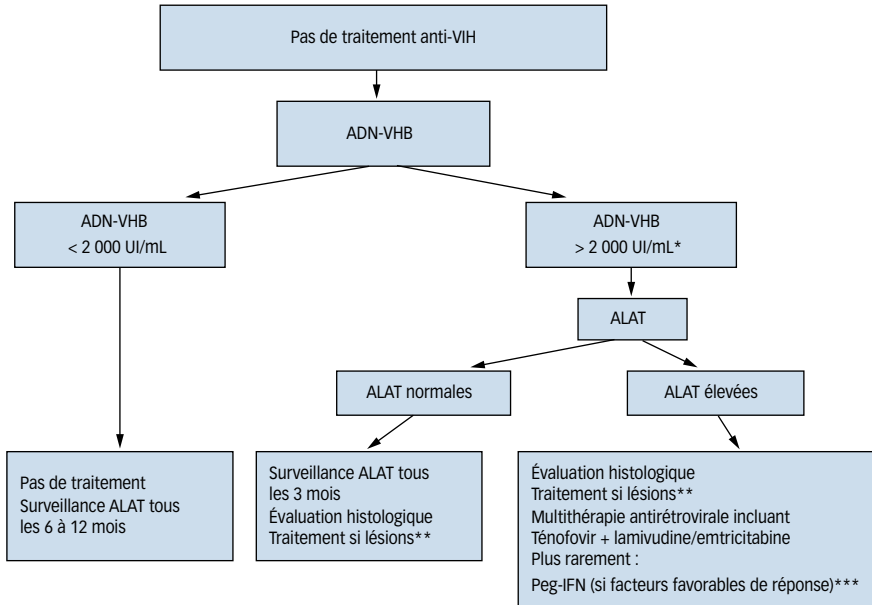 Pas de traitement anti-VIH
ADN-VHB
ADN-VHB
< 2 000 UI/mL
ADN-VHB
> 2 000 UI/mL*
ALAT
ALAT normales
ALAT élevées
Pas de traitement
Surveillance ALAT tous
les 6 à 12 mois
Surveillance ALAT tous
les 3 mois
Évaluation histologique
Traitement si lésions**
Évaluation histologique
Traitement si lésions**
Multithérapie antirétrovirale incluant
Ténofovir + lamivudine/emtricitabine
Plus rarement :
Peg-IFN (si facteurs favorables de réponse)***